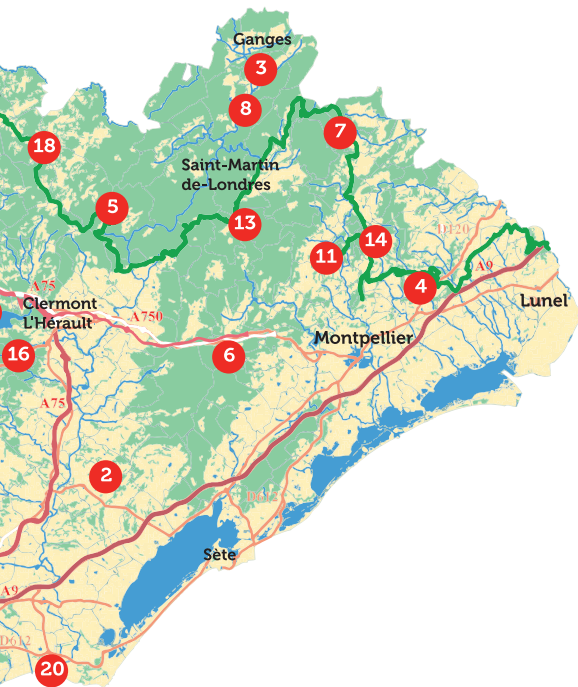 Ganges
3
8
7
18
Saint-Martin
de-Londres
5
13
D120
14
11
A9
4
A75
Clermont
L'Hérault
A750
Lunel
Montpellier
16
6
A75
2
Sète
A9
D612
20